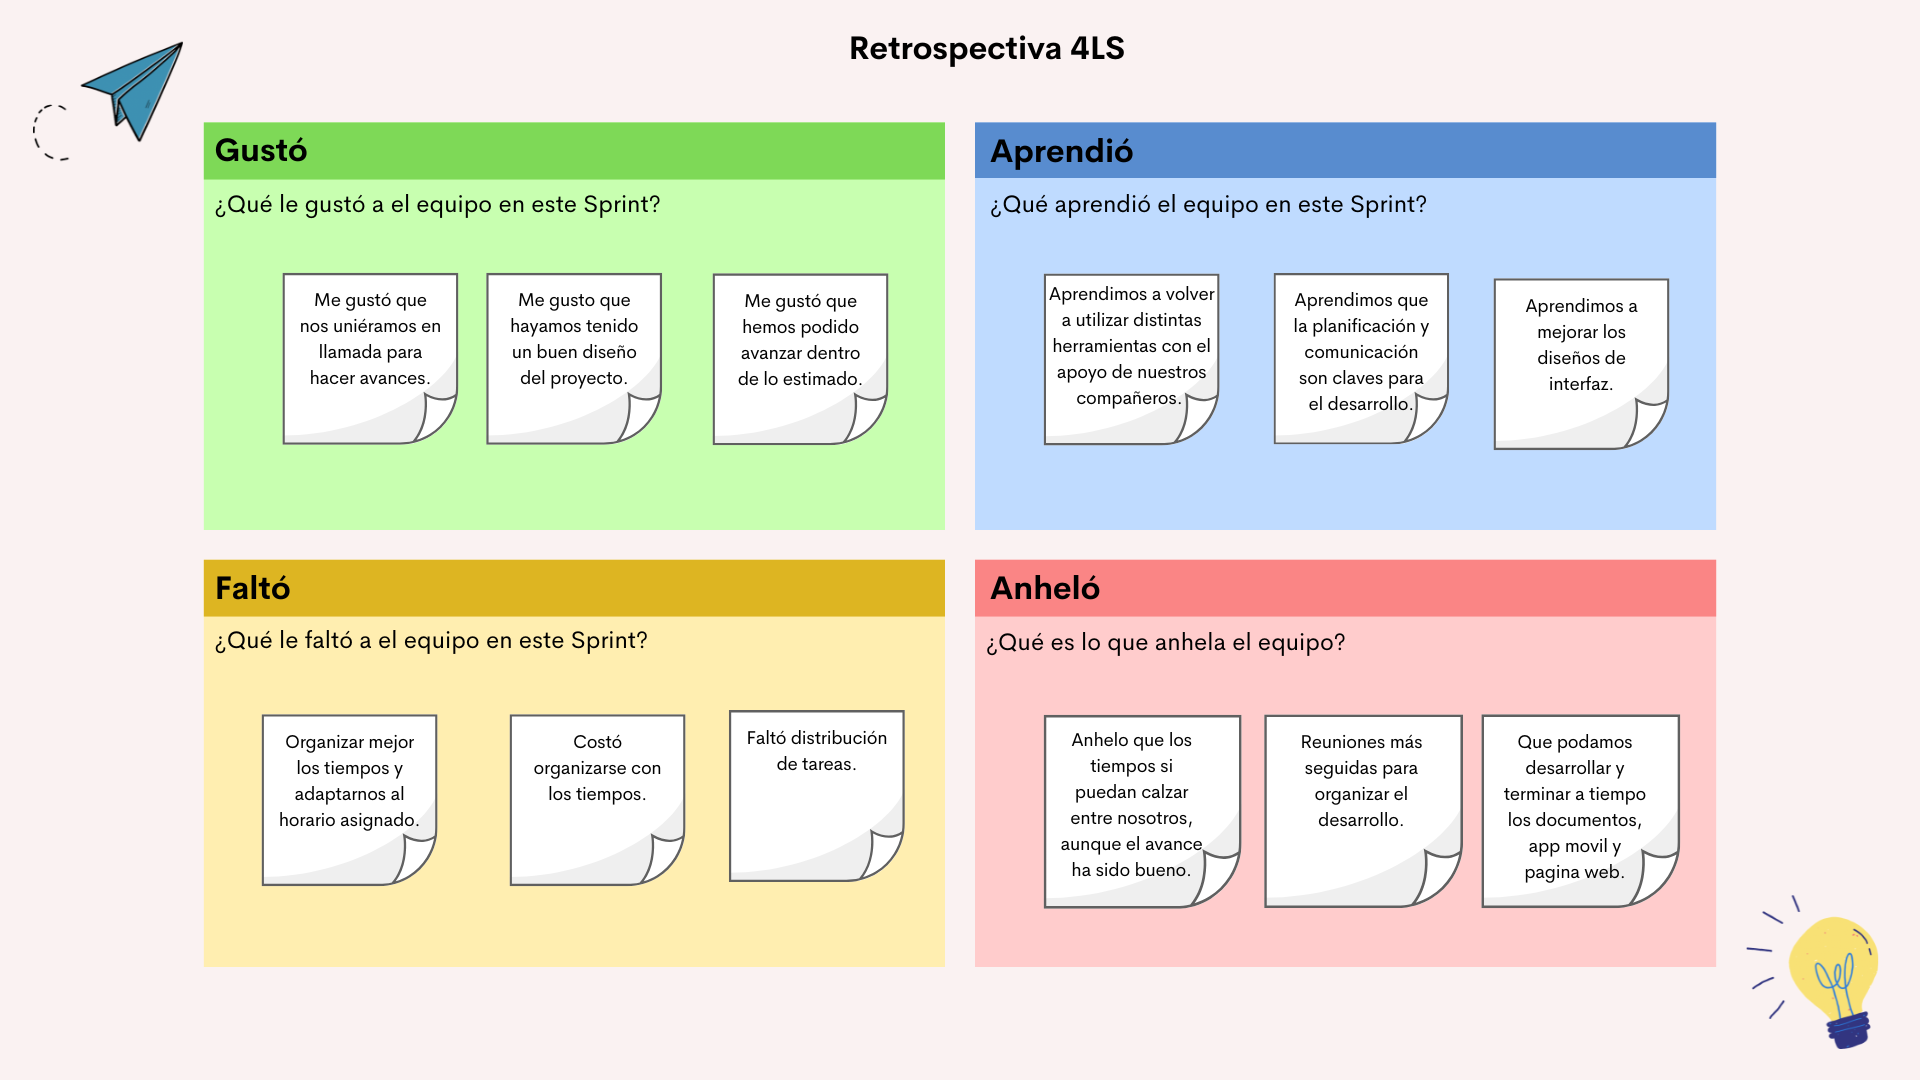 Retrospectiva 4LS
Gustó
¿Qué le gustó a el equipo en este Sprint?
Me gustó que
nos uniéramos en
llamada para
hacer avances.
Me gusto que
hayamos tenido
un buen diseño
del proyecto.
Me gustó que
hemos podido
avanzar dentro
de lo estimado.
Aprendió
¿Qué aprendió el equipo en este Sprint?
Aprendimos a volver
a utilizar distintas
herramientas con el
apoyo de nuestros
compañeros.
Aprendimos que
la planificación y
comunicación
son claves para
el desarrollo.
Aprendimos a
mejorar los
diseños de
interfaz.
Faltó
¿Qué le faltó a el equipo en este Sprint?
Organizar mejor
los tiempos y
adaptarnos al
horario asignado.
Costó
organizarse con
los tiempos.
Faltó distribución
de tareas.
Anheló
¿Qué es lo que anhela el equipo?
Anhelo que los
tiempos si
puedan calzar
entre nosotros,
aunque el avance
ha sido bueno.
Reuniones más
seguidas para
organizar el
desarrollo.
Que podamos
desarrollar y
terminar a tiempo
los documentos,
app movil y
pagina web.